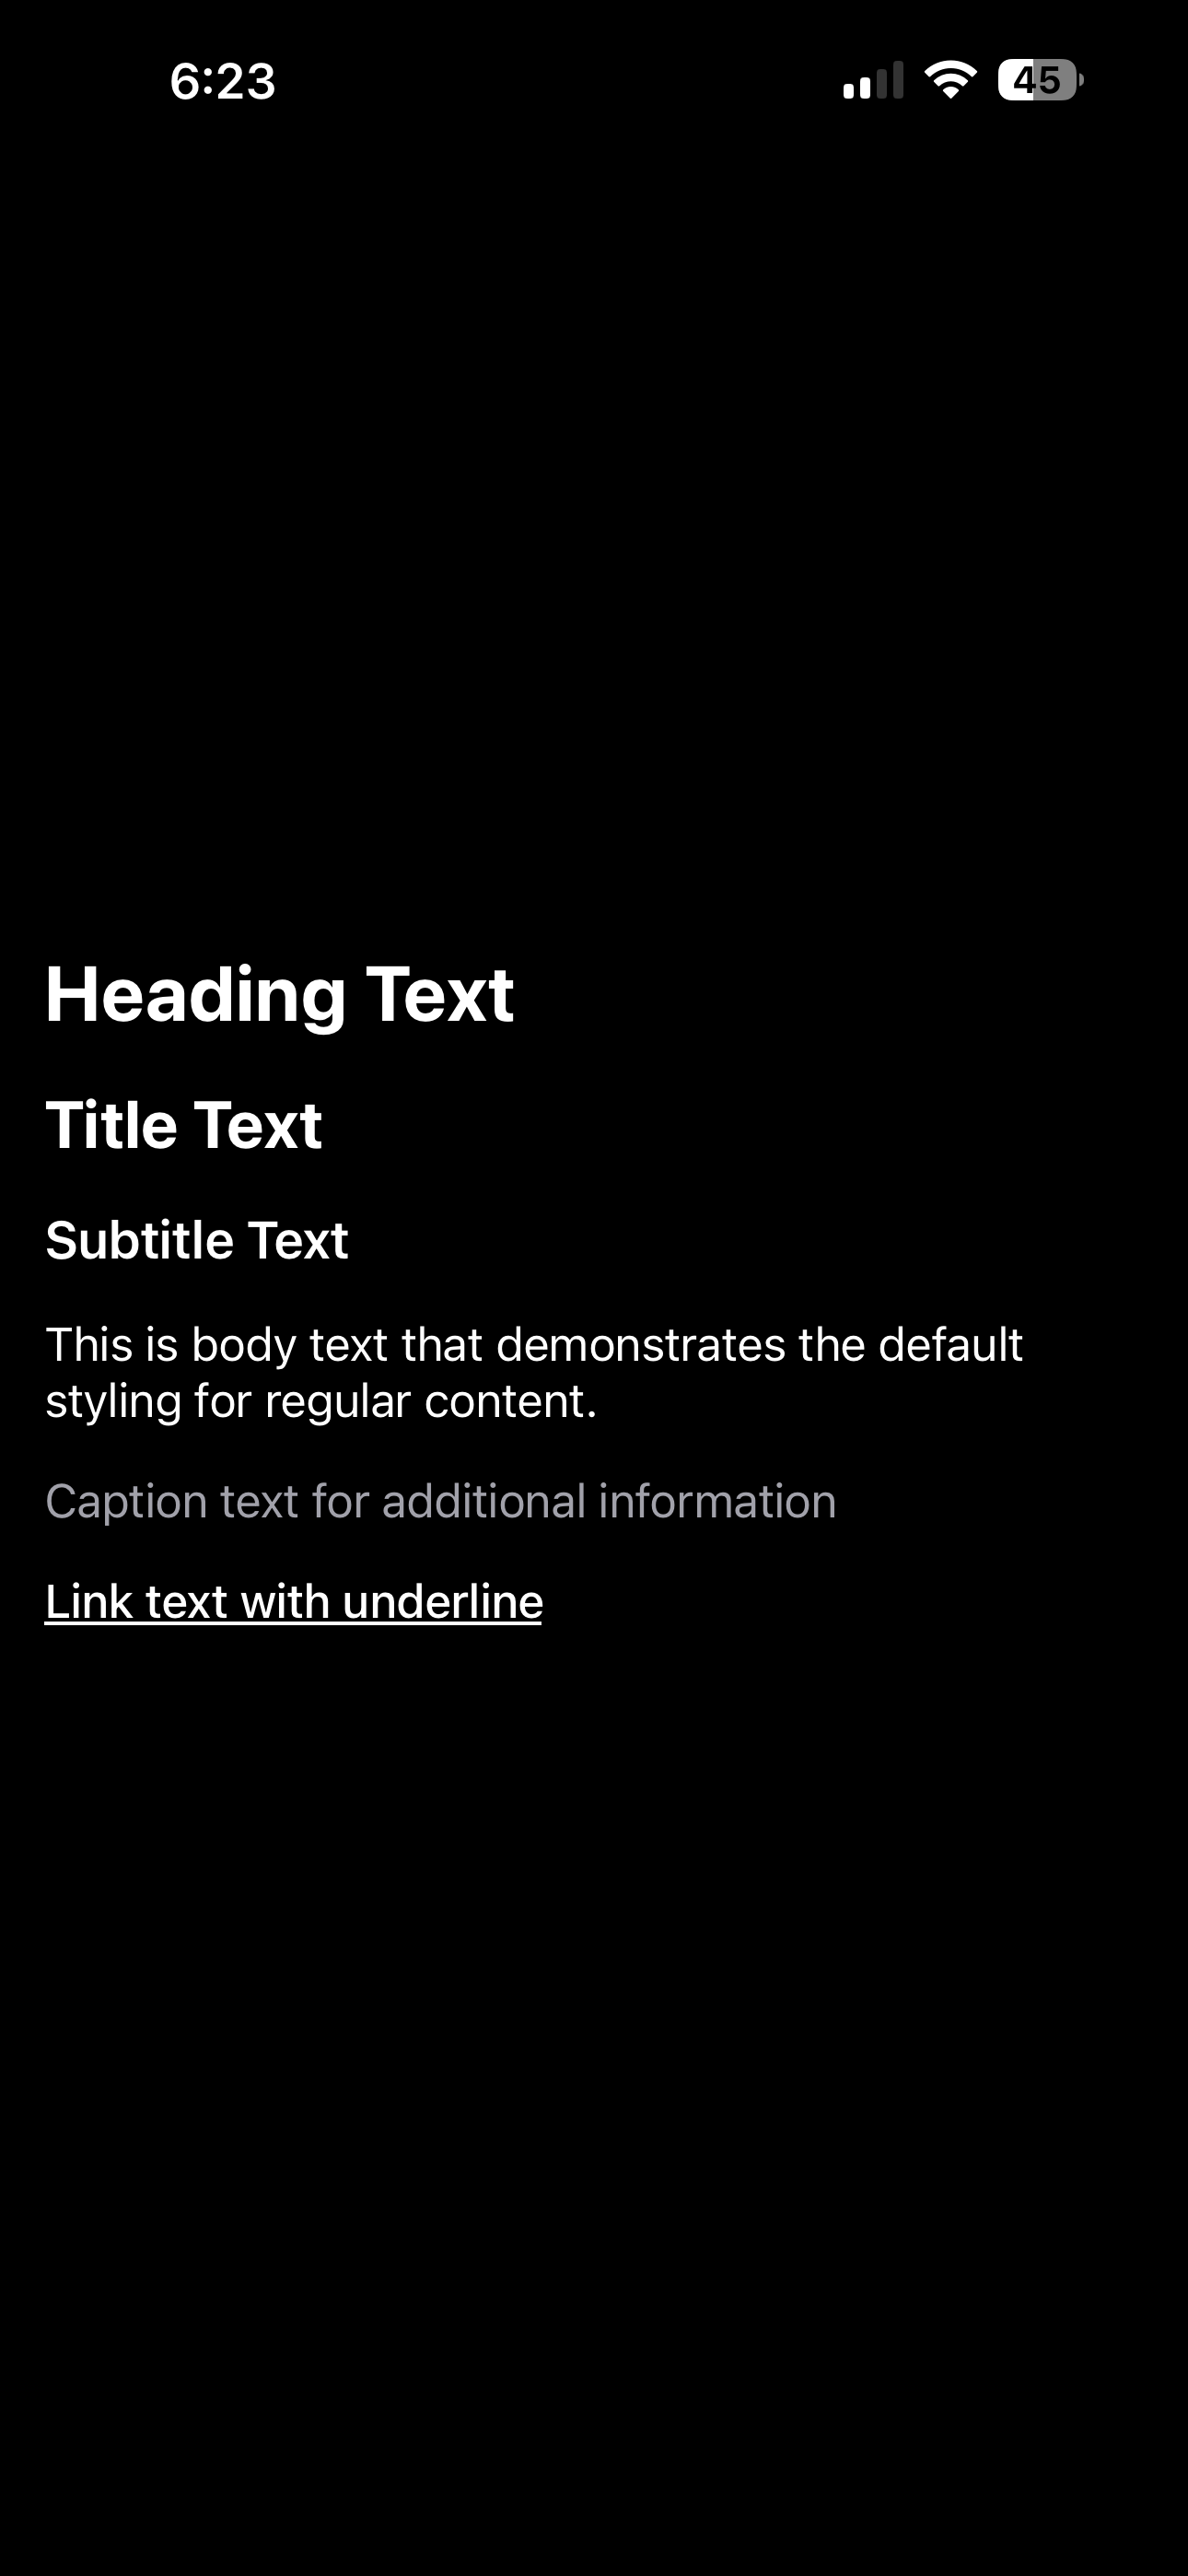 6:23
45
Heading Text
Title Text
Subtitle Text
This is body text that demonstrates the default
styling for regular content.
Caption text for additional information
Link text with underline